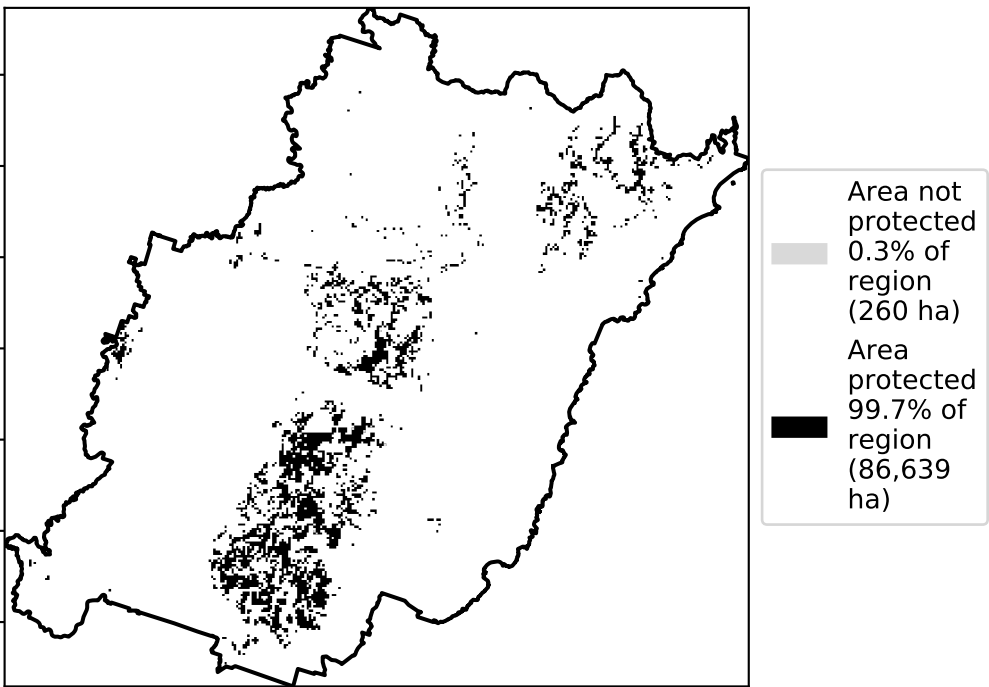 Area not
protected
0.3% of
region
(260 ha)
Area
protected
99.7% of
region
(86,639
ha)